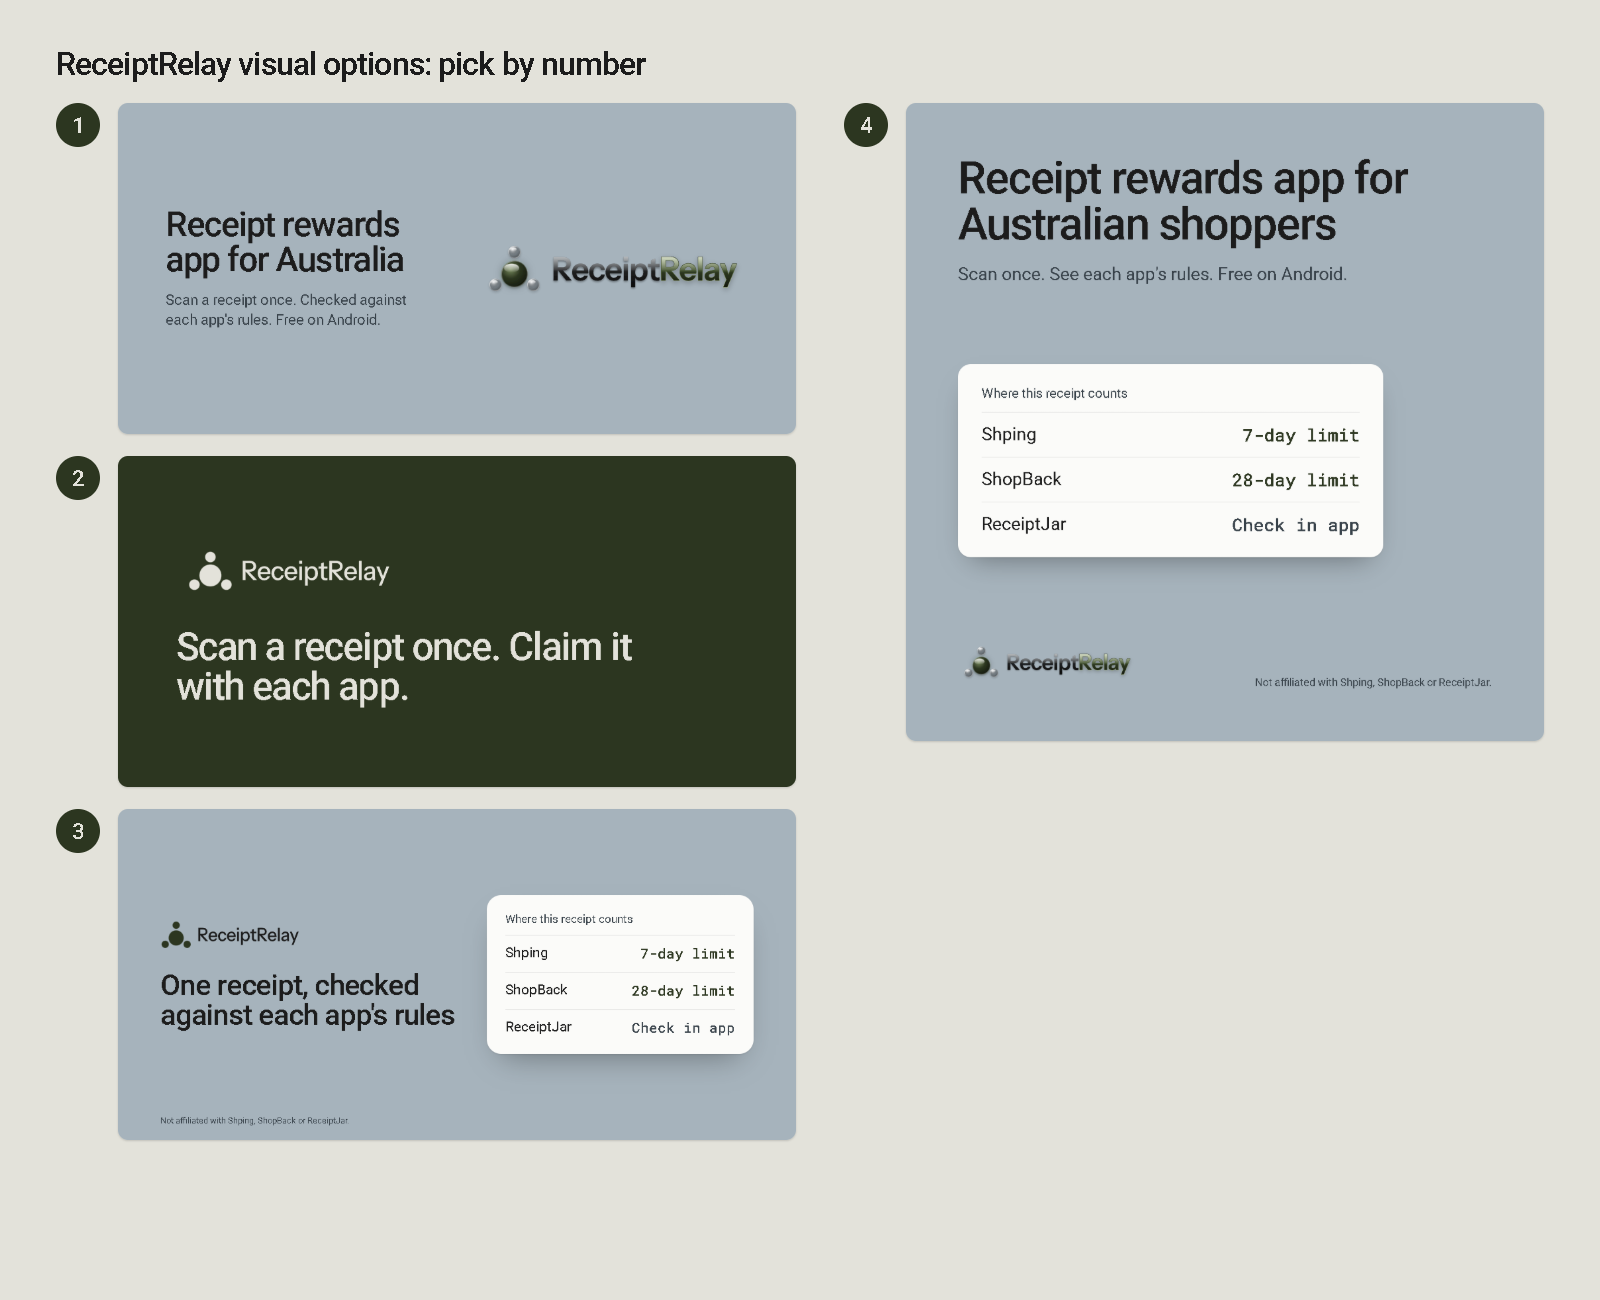 ReceiptRelay visual options: pick by number
1
Receipt rewards
app for Australia
Scan a receipt once. Checked against
each app's rules. Free on Android.
ReceiptRelay
2
ReceiptRelay
Scan a receipt once. Claim it
with each app.
3
ReceiptRelay
One receipt, checked
against each app's rules
Where this receipt counts
Shping 7-day limit
ShopBack 28-day limit
ReceiptJar Check in app
Not affiliated with Shping, ShopBack or ReceiptJar.
4
Receipt rewards app for
Australian shoppers
Scan once. See each app's rules. Free on Android.
Where this receipt counts
Shping 7-day limit
ShopBack 28-day limit
ReceiptJar Check in app
ReceiptRelay
Not affiliated with Shping, ShopBack or ReceiptJar.